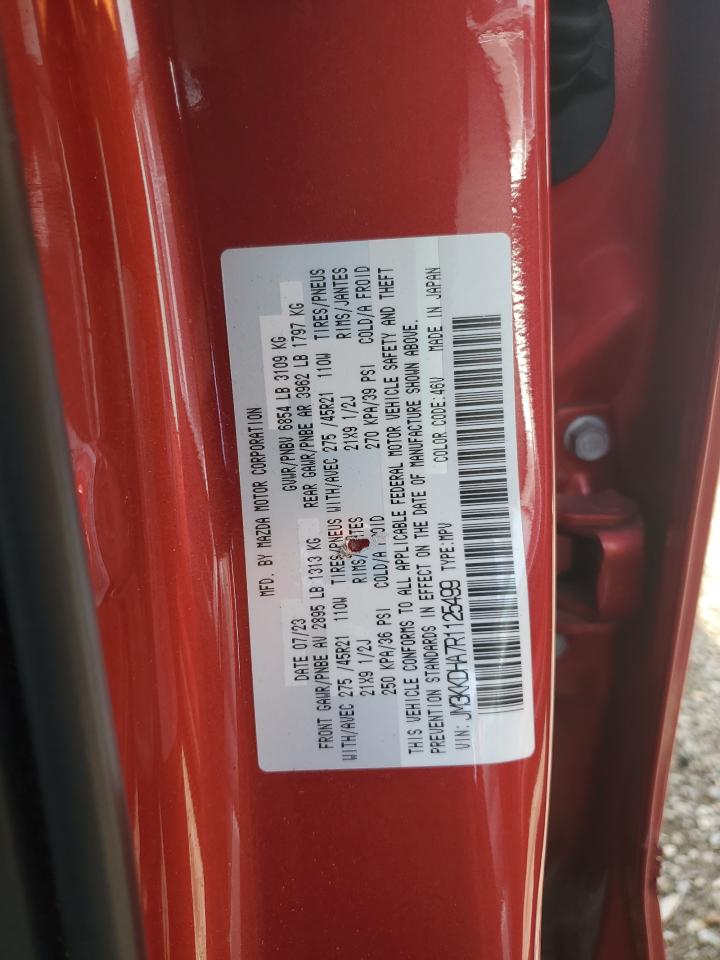 MFD. BY MAZDA MOTOR CORPORATION
DATE 07/23 GVWR/PNBV 6854 LB 3109 KG
FRONT GAWR/PNBE AV 2895 LB 1313 KG REAR GAWR/PNBE AR 3962 LB 1797 KG
WITH/AVEC 275 /45R21 110W TIRES/PNEUS WITH/AVEC 275 /45R21 110W TIRES/PNEUS
21X9 1/2J 21X9 1/2J RIMS/JANTES
250 KPA/36 PSI COLD/A FROID 270 KPA/39 PSI COLD/A FROID
THIS VEHICLE CONFORMS TO ALL APPLICABLE FEDERAL MOTOR VEHICLE SAFETY AND THEFT
PREVENTION STANDARDS IN EFFECT ON THE DATE OF MANUFACTURE SHOWN ABOVE.
VIN: JM3KKDHA7R1125499 TYPE:MPV COLOR CODE:46V MADE IN JAPAN